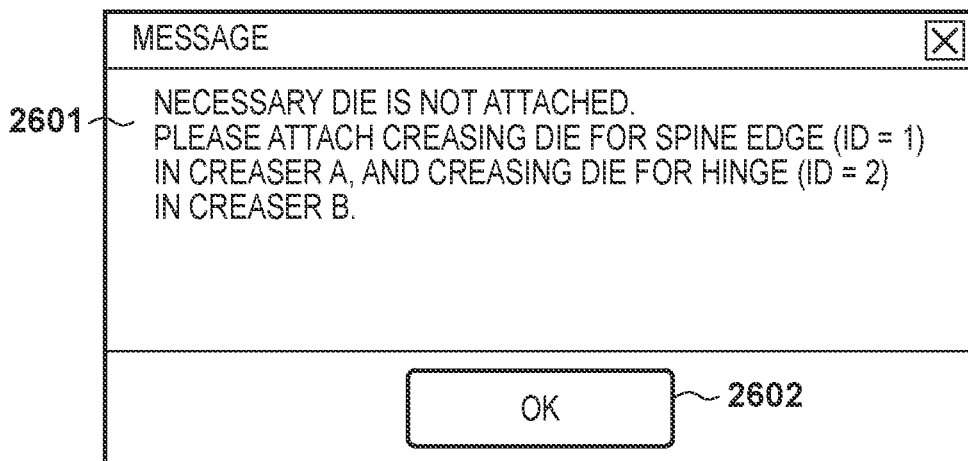 MESSAGE
2601
NECESSARY DIE IS NOT ATTACHED.
PLEASE ATTACH CREASING DIE FOR SPINE EDGE (ID = 1)
IN CREASER A, AND CREASING DIE FOR HINGE (ID = 2)
IN CREASER B.
OK
2602